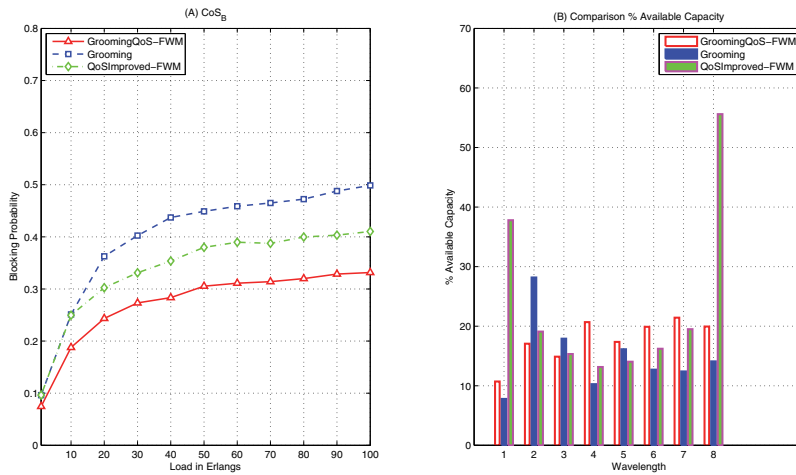 (A) CoS_B
GroomingQoS−FWM
Grooming
QoSImproved−FWM
Blocking Probability
0.8
0.7
0.6
0.5
0.4
0.3
0.2
0.1
0
10 20 30 40 50 60 70 80 90 100
Load in Erlangs
(B) Comparison % Available Capacity
GroomingQoS−FWM
Grooming
QoSImproved−FWM
% Available Capacity
70
60
50
40
30
20
10
0
1 2 3 4 5 6 7 8
Wavelength